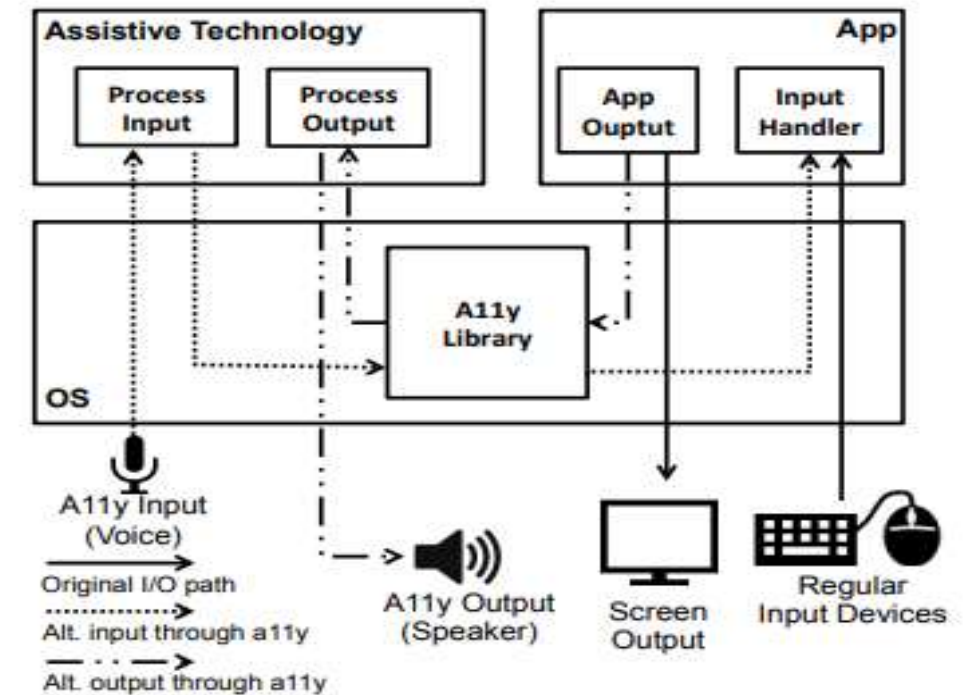 Assistive Technology
App
Process
Input
Process
Output
App
Ouptut
Input
Handler
A11y
Library
OS
A11y Input
(Voice)
Original I/O path
Alt. input through a11y
Alt. output through a11y
A11y Output
(Speaker)
Screen
Output
Regular
Input Devices